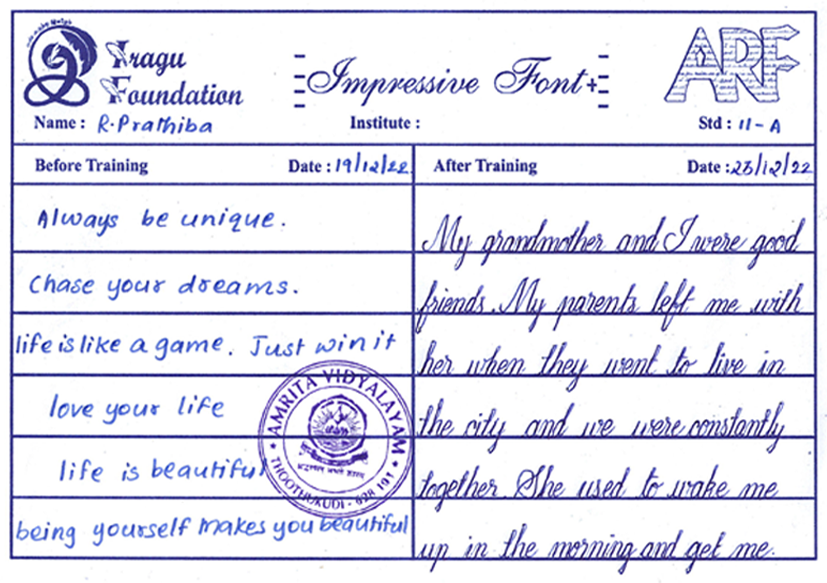 Iragu
Foundation
Impressive Font
ARF
Name : R. Prathiba
Institute :
Std : 11-A
Before Training
Date : 19/12/22
After Training
Date : 23/12/22
Always be unique.
Chase your dreams.
life is like a game. Just win it
love your life
life is beautiful
being yourself makes you beautiful
My grandmother and I were good
friends. My parents left me with
her when they went to live in
the city and we were constantly
together. She used to wake me
up in the morning and get me.
AMRITA VIDYALAYAM
THOOTHUKUDI - 628 101